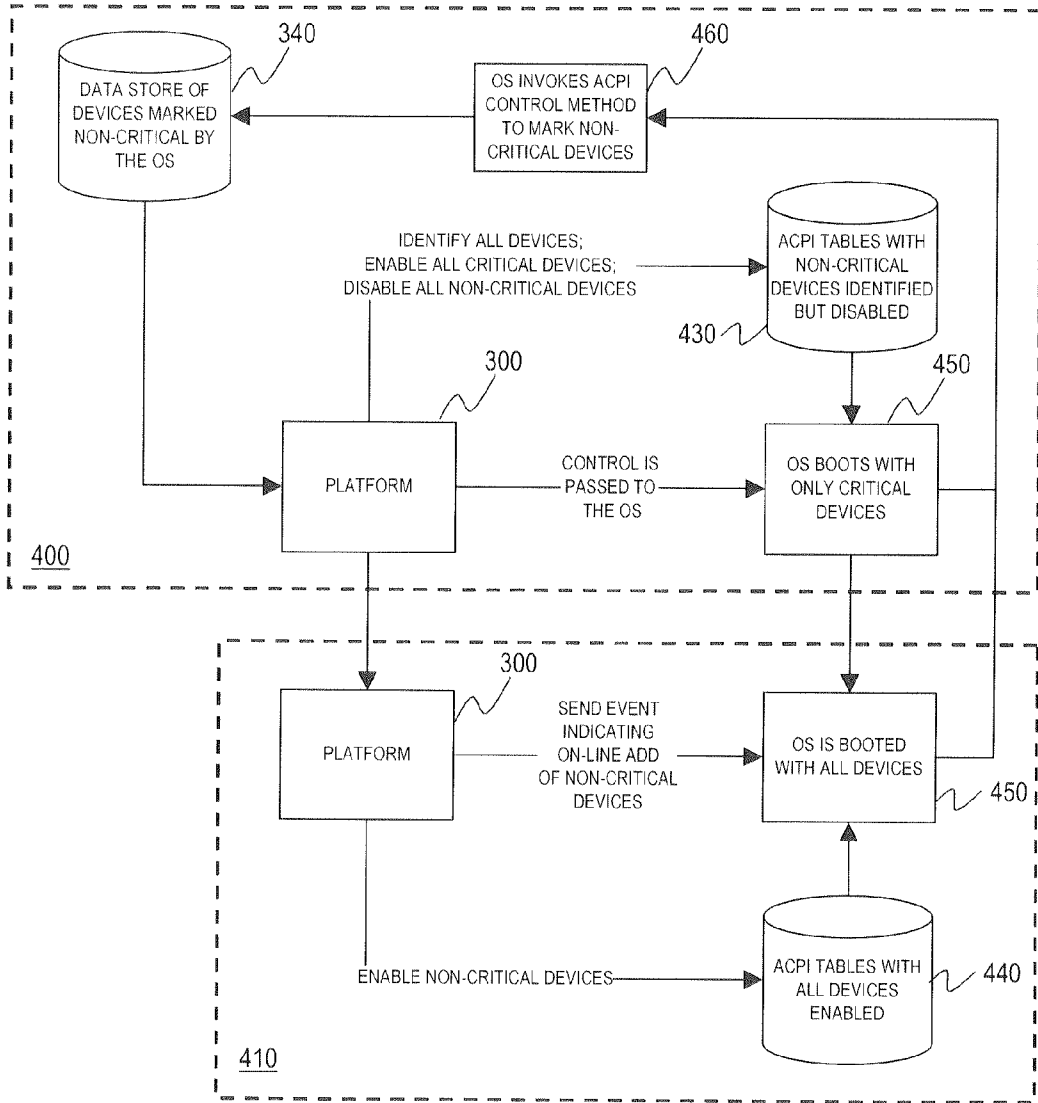 340
DATA STORE OF
DEVICES MARKED
NON-CRITICAL BY
THE OS
460
OS INVOKES ACPI
CONTROL METHOD
TO MARK NON-
CRITICAL DEVICES
IDENTIFY ALL DEVICES;
ENABLE ALL CRITICAL DEVICES;
DISABLE ALL NON-CRITICAL DEVICES
ACPI TABLES WITH
NON-CRITICAL
DEVICES IDENTIFIED
BUT DISABLED
430
300
PLATFORM
CONTROL IS
PASSED TO
THE OS
450
OS BOOTS WITH
ONLY CRITICAL
DEVICES
400
300
PLATFORM
SEND EVENT
INDICATING
ON-LINE ADD
OF NON-CRITICAL
DEVICES
OS IS BOOTED
WITH ALL DEVICES
450
ENABLE NON-CRITICAL DEVICES
ACPI TABLES WITH
ALL DEVICES
ENABLED
440
410